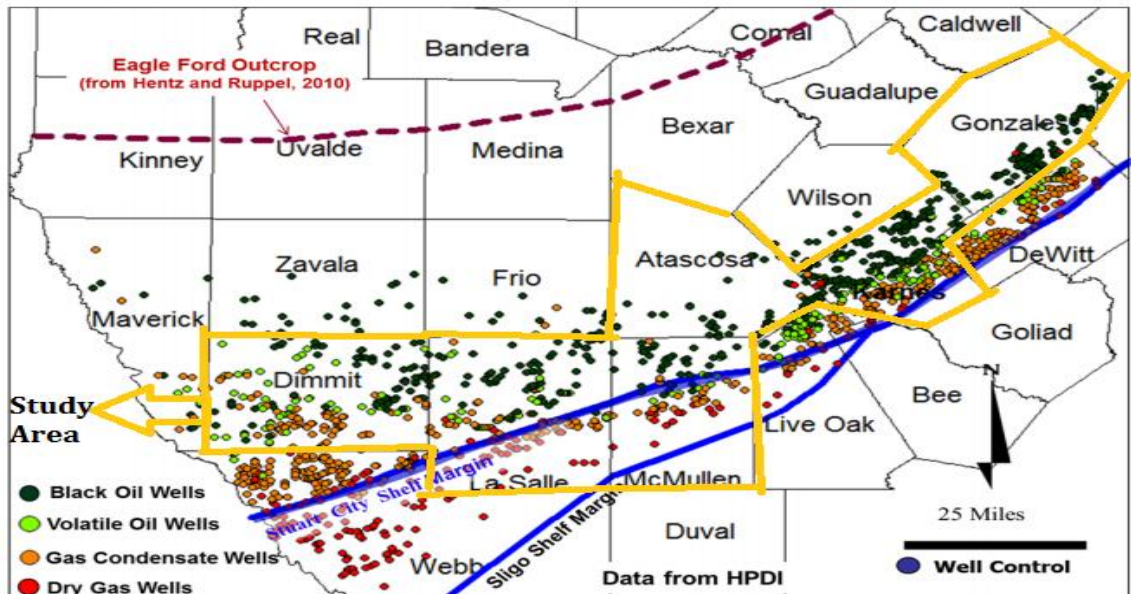 Real
Bandera
Comal
Caldwell
Eagle Ford Outcrop
(from Hentz and Ruppel, 2010)
Guadalupe
Gonzales
Bexar
Kinney
Uvalde
Medina
Wilson
Zavala
Frio
Atascosa
DeWitt
Maverick
Karnes
Goliad
Dimmit
N
Study
Area
Bee
Live Oak
Black Oil Wells
Stuart City Shelf Margin
La Salle
McMullen
Volatile Oil Wells
25 Miles
Sligo Shelf Margin
Duval
Gas Condensate Wells
Webb
Well Control
Data from HPDI
Dry Gas Wells